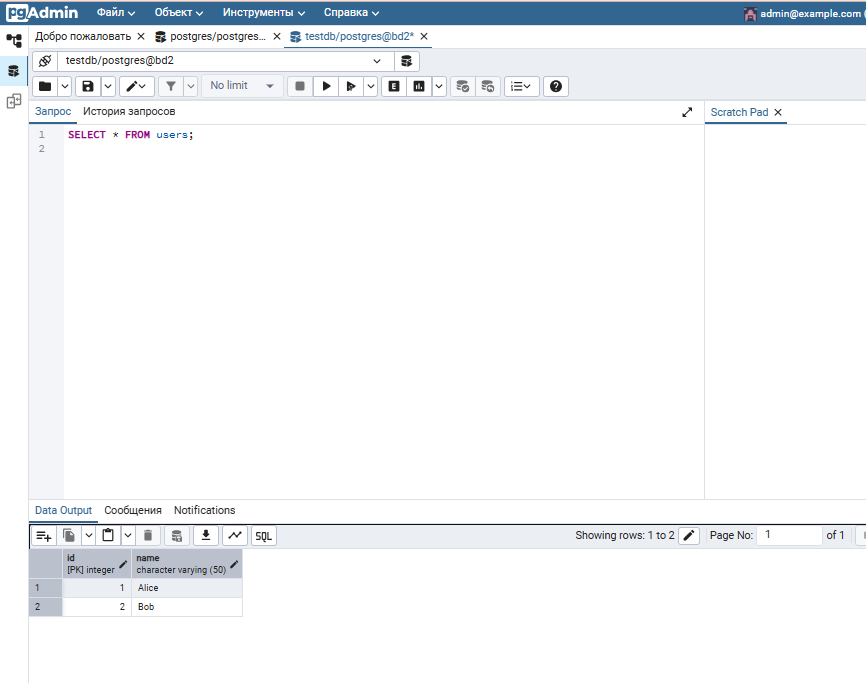 pgAdmin Файл Объект Инструменты Справка admin@example.com
Добро пожаловать postgres/postgres... testdb/postgres@bd2*
testdb/postgres@bd2
No limit
Запрос История запросов Scratch Pad
1 SELECT * FROM users;
2
Data Output Сообщения Notifications
SQL Showing rows: 1 to 2 Page No: 1 of 1
id name
[PK] integer character varying (50)
1 1 Alice
2 2 Bob